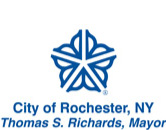 ®
City of Rochester, NY
Thomas S. Richards, Mayor